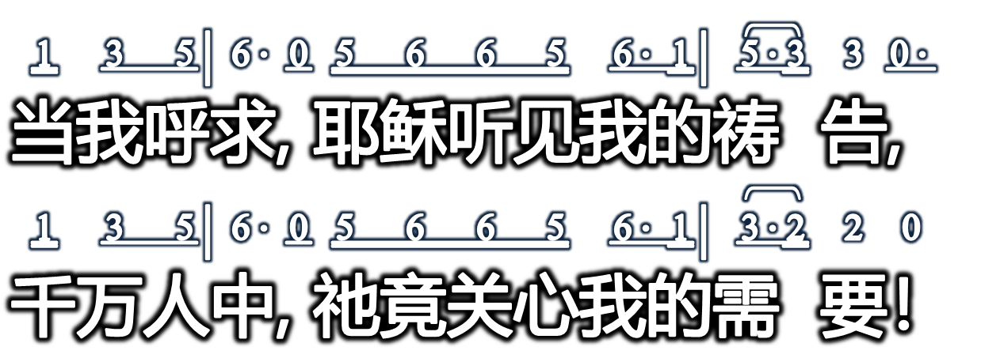 1 3 5 | 6· 0 5 6 6 5 6· 1 | 5·3 3 0·
当我呼求, 耶稣听见我的祷 告,
1 3 5 | 6· 0 5 6 6 5 6· 1 | 3·2 2 0
千万人中, 祂竟关心我的需 要!